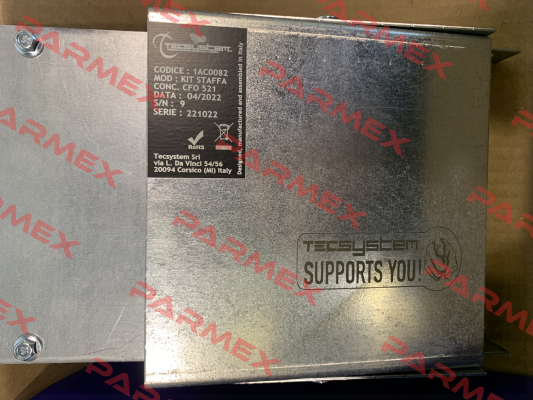 TECSYSTEM
CODICE : 1AC0082
MOD : KIT STAFFA
CONC. CFO 521
DATA : 04/2022
S/N : 9
SERIE : 221022
RoHS
Tecsystem Srl
via L. Da Vinci 54/56
20094 Corsico (MI) Italy
Designed, manufactured and assembled in Italy
TECSYSTEM
SUPPORTS YOU!
PARMEX
PARMEX
PARMEX
PARMEX
PARMEX
PARMEX
PARMEX
PARMEX